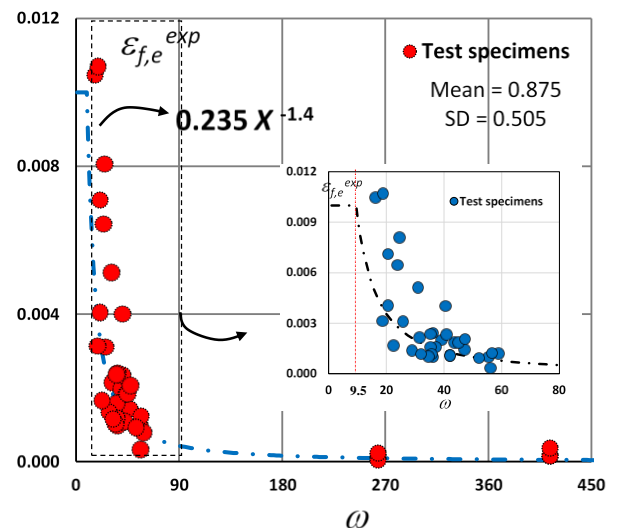 0.012
ε_{f,e}^{exp}
Test specimens
Mean = 0.875
SD = 0.505
0.235 X^{-1.4}
0.008
0.004
0.000
0 90 180 270 360 450
ω
0.012
ε_{f,e}^{exp}
Test specimens
0.009
0.006
0.003
0.000
0 9.5 20 40 60 80
ω